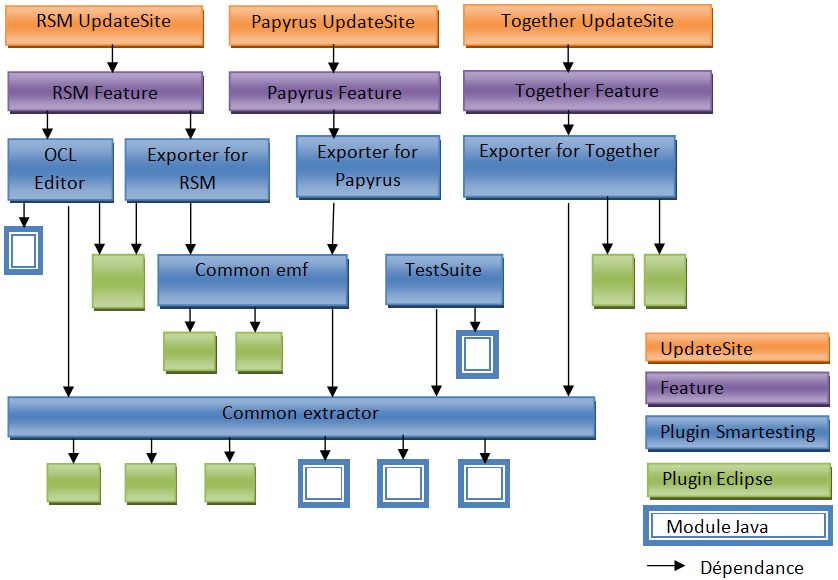 RSM UpdateSite
Papyrus UpdateSite
Together UpdateSite
RSM Feature
Papyrus Feature
Together Feature
OCL
Editor
Exporter for
RSM
Exporter for
Papyrus
Exporter for Together
Common emf
TestSuite
Common extractor
UpdateSite
Feature
Plugin Smartesting
Plugin Eclipse
Module Java
Dépendance